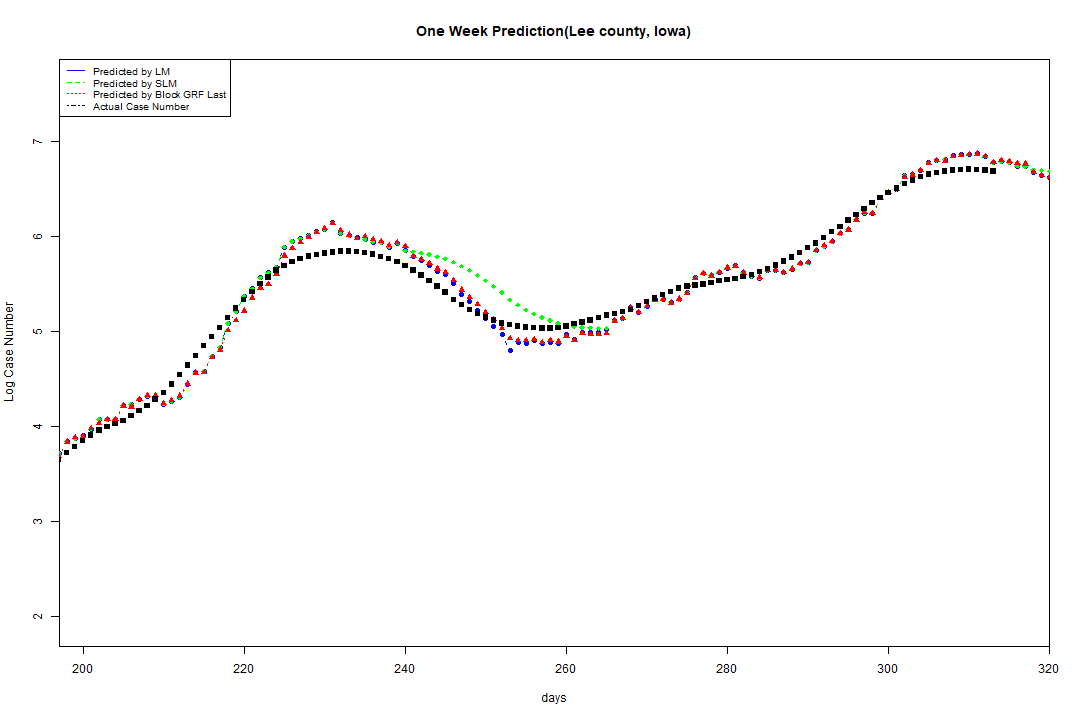 One Week Prediction(Lee county, Iowa)
Predicted by LM
Predicted by SLM
Predicted by Block GRF Last
Actual Case Number
Log Case Number
7
6
5
4
3
2
200 220 240 260 280 300 320
days